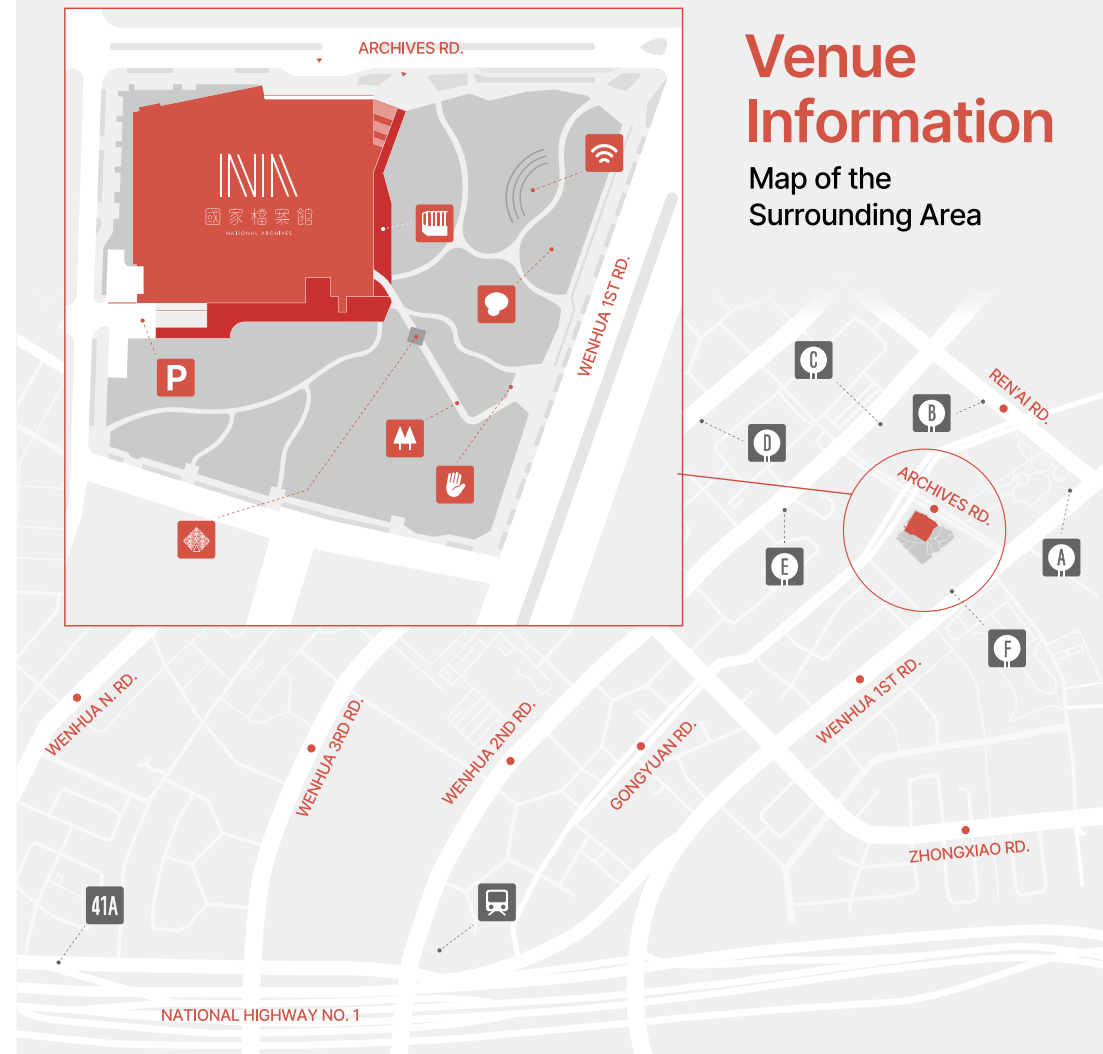 Venue
Information
Map of the
Surrounding Area
ARCHIVES RD.
國家檔案館
NATIONAL ARCHIVES
WENHUA 1ST RD.
P
C
B
D
REN'AI RD.
ARCHIVES RD.
E
A
F
WENHUA N. RD.
WENHUA 3RD RD.
WENHUA 2ND RD.
GONGYUAN RD.
WENHUA 1ST RD.
ZHONGXIAO RD.
41A
NATIONAL HIGHWAY NO. 1